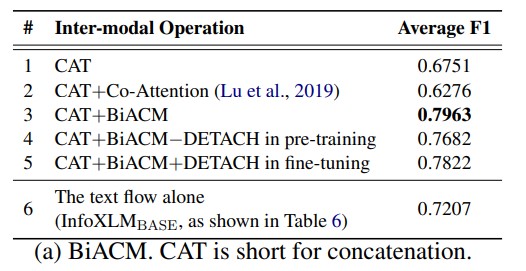 # Inter-modal Operation Average F1
1 CAT 0.6751
2 CAT+Co-Attention (Lu et al., 2019) 0.6276
3 CAT+BiACM 0.7963
4 CAT+BiACM−DETACH in pre-training 0.7682
5 CAT+BiACM+DETACH in fine-tuning 0.7822
6 The text flow alone 0.7207
(InfoXLMBASE, as shown in Table 6)
(a) BiACM. CAT is short for concatenation.